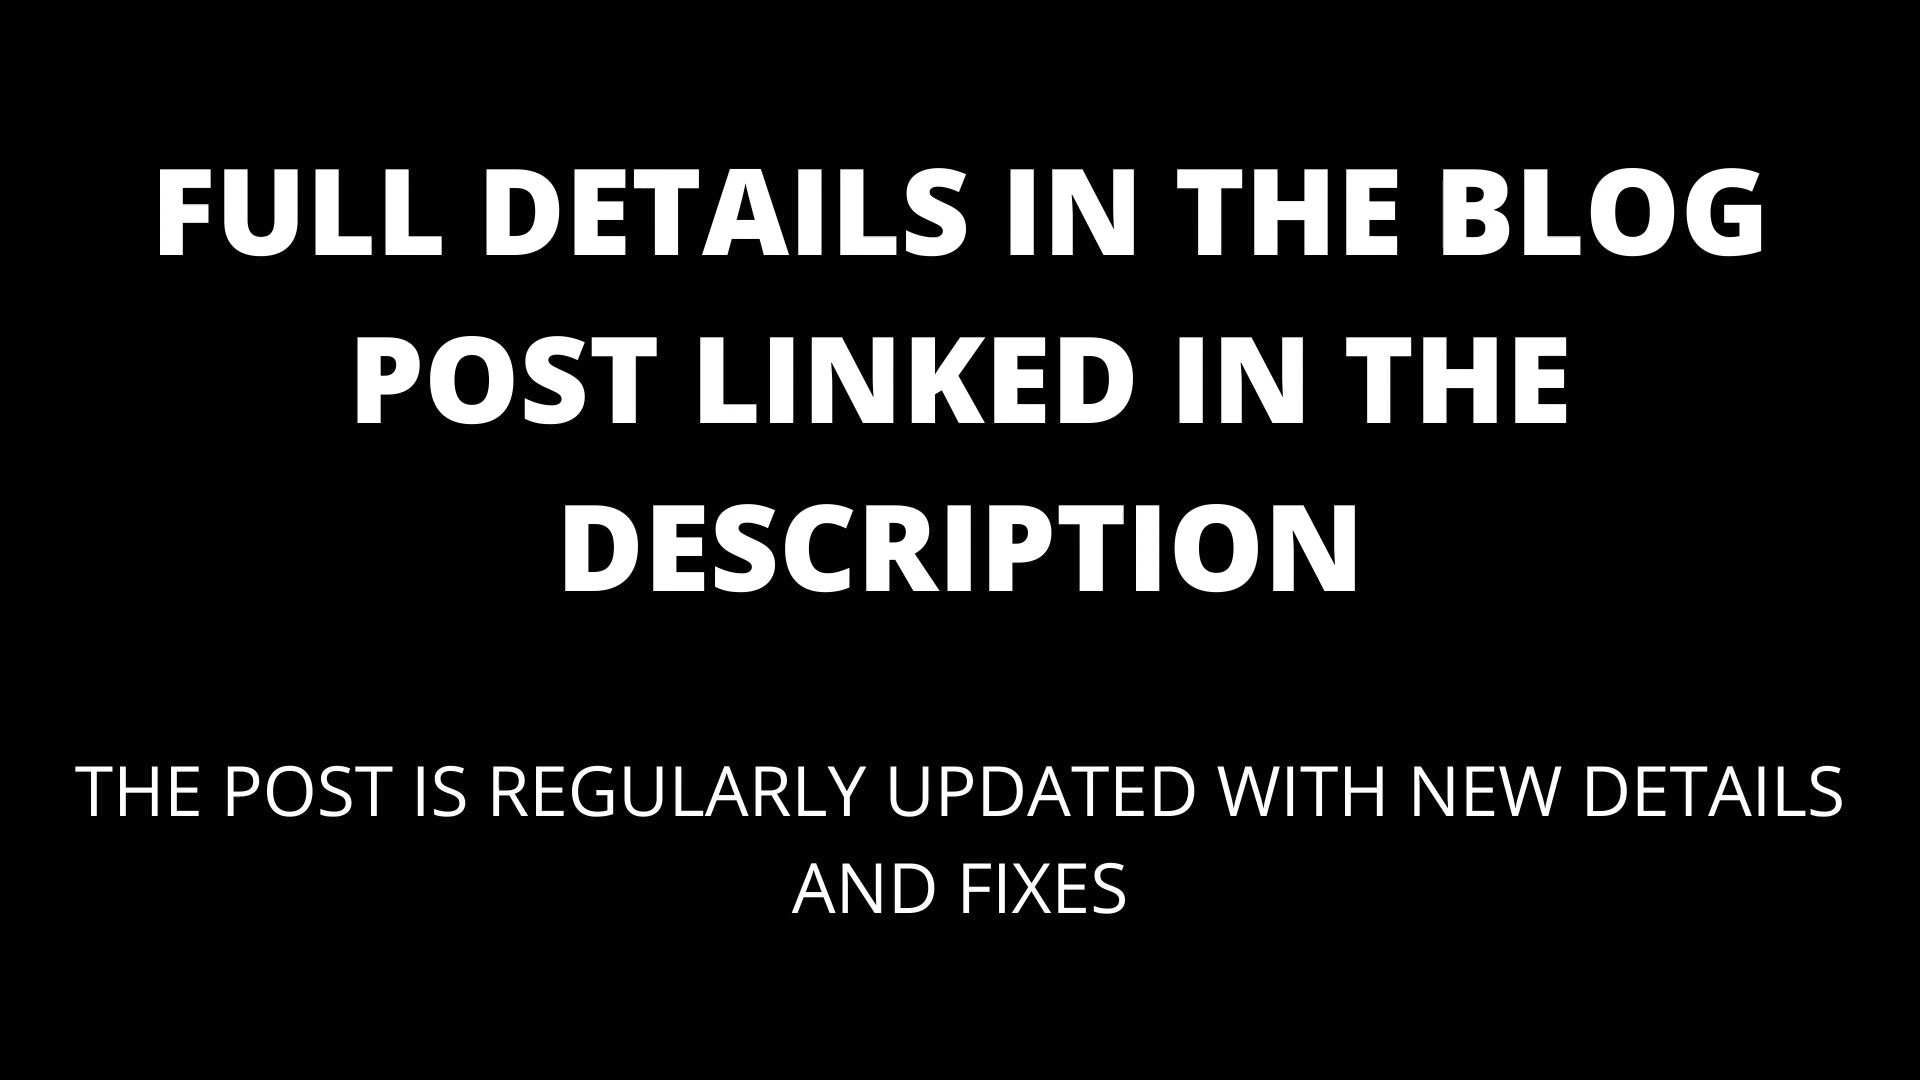 FULL DETAILS IN THE BLOG
POST LINKED IN THE
DESCRIPTION
THE POST IS REGULARLY UPDATED WITH NEW DETAILS
AND FIXES